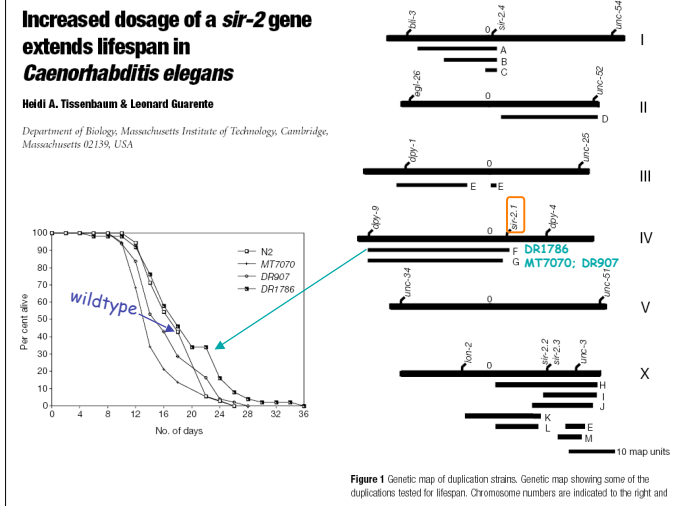 Increased dosage of a sir-2 gene
extends lifespan in
Caenorhabditis elegans
Heidi A. Tissenbaum & Leonard Guarente
Department of Biology, Massachusetts Institute of Technology, Cambridge,
Massachusetts 02139, USA
Per cent alive
100
90
80
70
60
50
40
30
20
10
0
0 4 8 12 16 20 24 28 32 36
No. of days
N2
MT7070
DR907
DR1786
wildtype
bli-3
0
sir-2.4
unc-54
I
A
B
C
egl-26
0
unc-52
II
D
dpy-1
0
unc-25
III
E
E
dpy-9
0
sir-2.1
dpy-4
IV
F DR1786
G MT7070; DR907
unc-34
unc-51
V
lon-2
0
sir-2.2
sir-2.3
unc-3
X
H
I
J
K
L
E
M
10 map units
Figure 1 Genetic map of duplication strains. Genetic map showing some of the
duplications tested for lifespan. Chromosome numbers are indicated to the right and